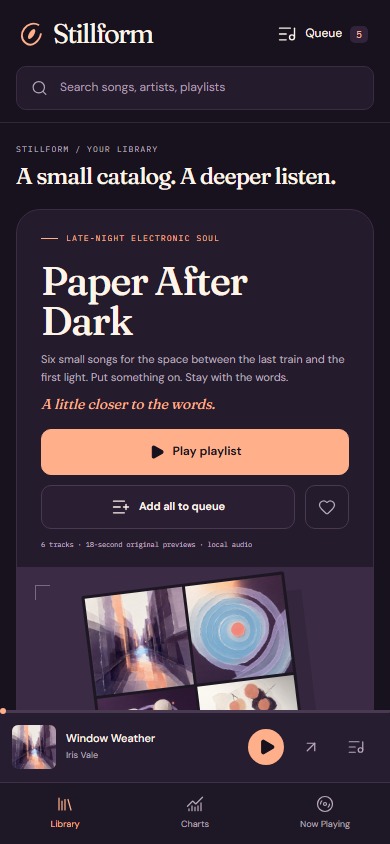 Stillform
Queue 5
Search songs, artists, playlists
STILLFORM / YOUR LIBRARY
A small catalog. A deeper listen.
LATE-NIGHT ELECTRONIC SOUL
Paper After
Dark
Six small songs for the space between the last train and the
first light. Put something on. Stay with the words.
A little closer to the words.
Play playlist
Add all to queue
6 tracks · 18-second original previews · local audio
Window Weather
Iris Vale
Library
Charts
Now Playing